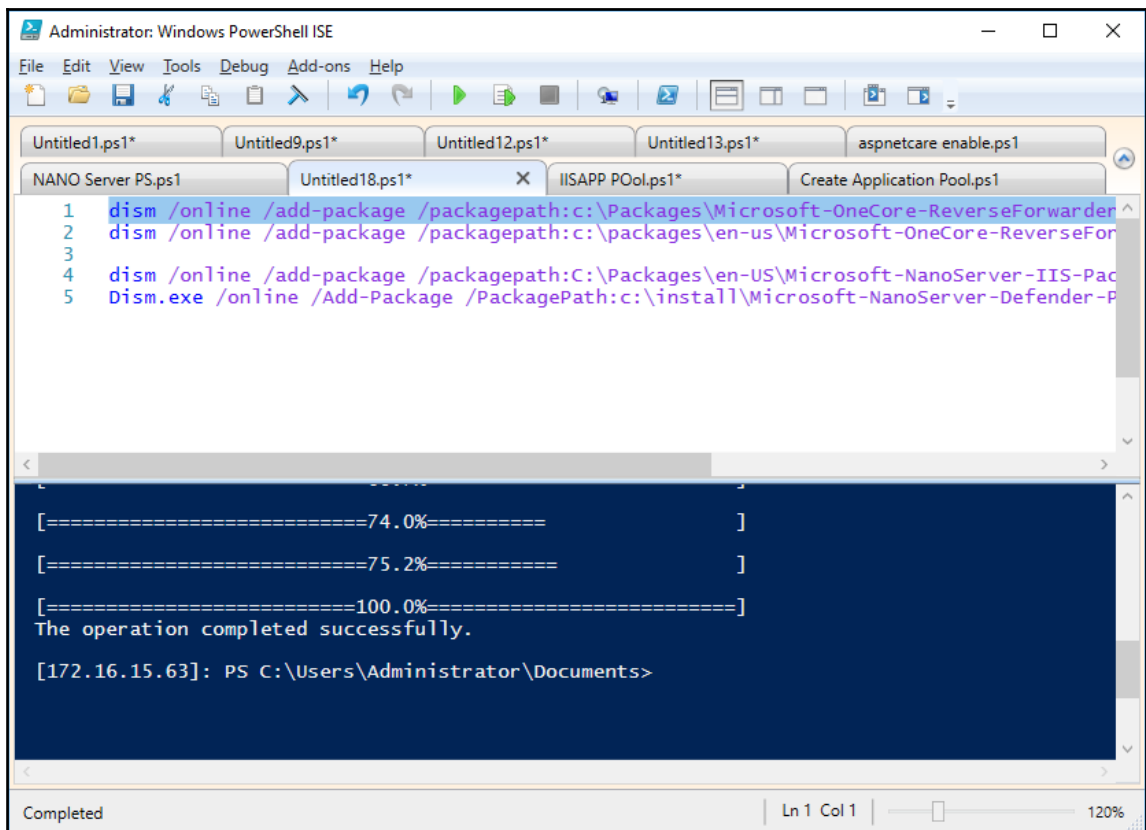 Administrator: Windows PowerShell ISE
File Edit View Tools Debug Add-ons Help
Untitled1.ps1* Untitled9.ps1* Untitled12.ps1* Untitled13.ps1* aspnetcare enable.ps1
NANO Server PS.ps1 Untitled18.ps1* IISAPP POol.ps1* Create Application Pool.ps1
1 dism /online /add-package /packagepath:c:\Packages\Microsoft-OneCore-ReverseForwarder
2 dism /online /add-package /packagepath:c:\packages\en-us\Microsoft-OneCore-ReverseFor
3
4 dism /online /add-package /packagepath:C:\Packages\en-US\Microsoft-NanoServer-IIS-Pac
5 Dism.exe /online /Add-Package /PackagePath:c:\install\Microsoft-NanoServer-Defender-P
[===========================74.0%========== ]
[===========================75.2%=========== ]
[==========================100.0%==========================]
The operation completed successfully.
[172.16.15.63]: PS C:\Users\Administrator\Documents>
Completed Ln 1 Col 1 120%